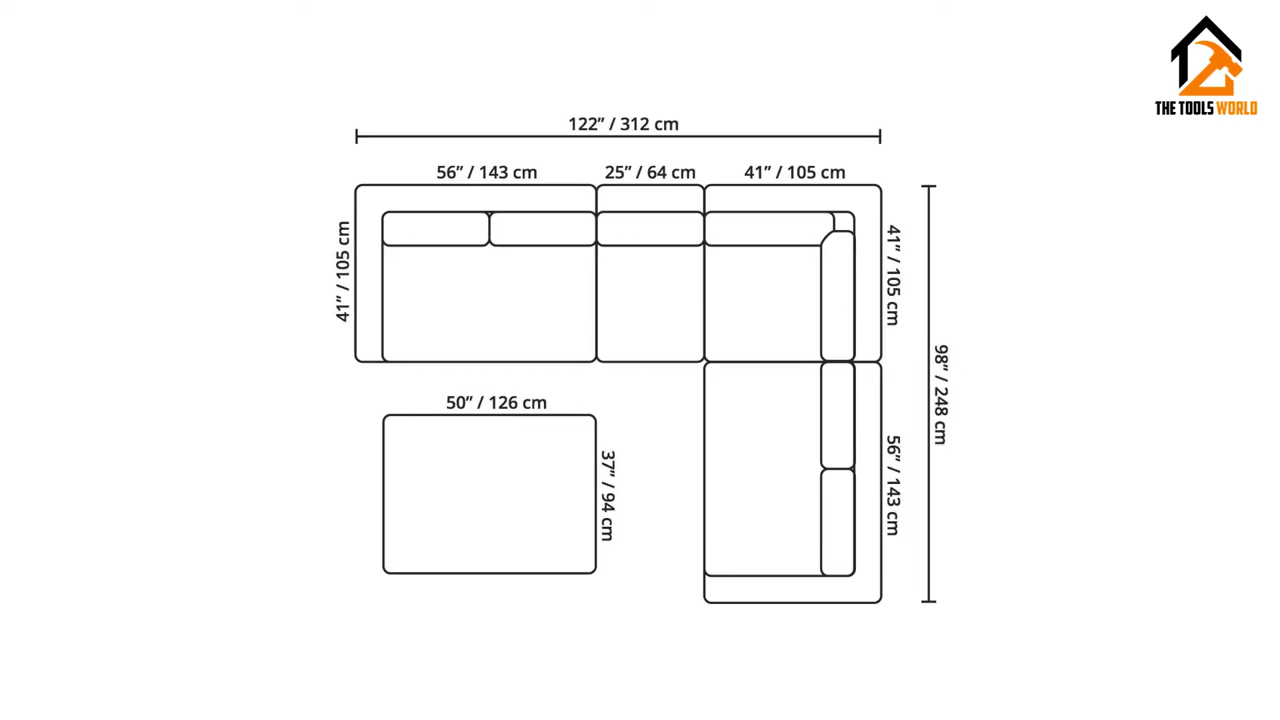 THE TOOLS WORLD
122” / 312 cm
56” / 143 cm
25” / 64 cm
41” / 105 cm
41” / 105 cm
41” / 105 cm
98” / 248 cm
50” / 126 cm
37” / 94 cm
56” / 143 cm